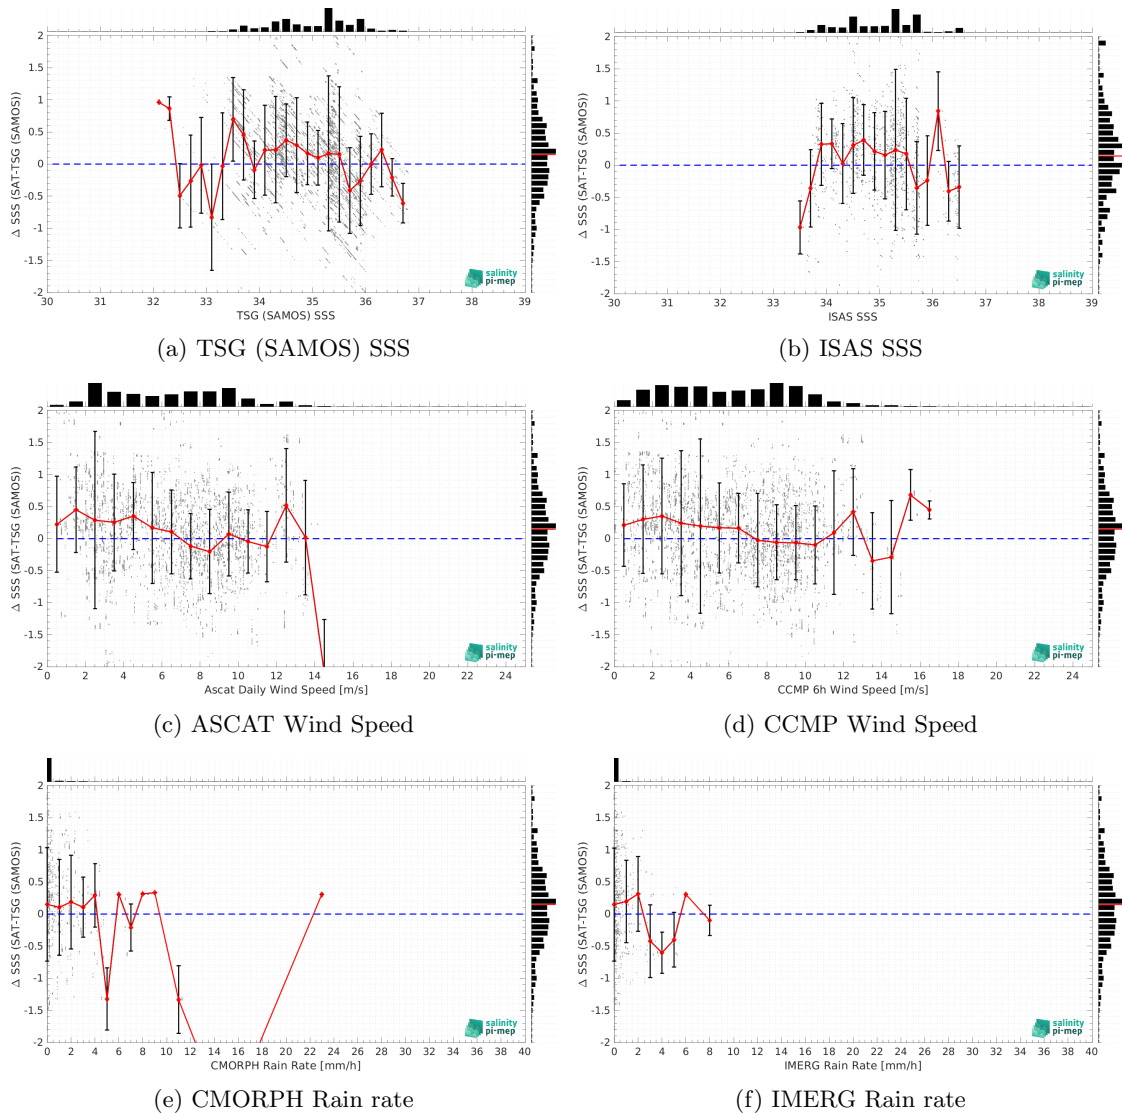 2
1.5
1
0.5
0
-0.5
-1
-1.5
-2
Δ SSS (SAT-TSG (SAMOS))
30 31 32 33 34 35 36 37 38 39
TSG (SAMOS) SSS
salinity
pi-mep
(a) TSG (SAMOS) SSS
2
1.5
1
0.5
0
-0.5
-1
-1.5
-2
Δ SSS (SAT-TSG (SAMOS))
30 31 32 33 34 35 36 37 38 39
ISAS SSS
salinity
pi-mep
(b) ISAS SSS
2
1.5
1
0.5
0
-0.5
-1
-1.5
-2
Δ SSS (SAT-TSG (SAMOS))
0 2 4 6 8 10 12 14 16 18 20 22 24
Ascat Daily Wind Speed [m/s]
salinity
pi-mep
(c) ASCAT Wind Speed
2
1.5
1
0.5
0
-0.5
-1
-1.5
-2
Δ SSS (SAT-TSG (SAMOS))
0 2 4 6 8 10 12 14 16 18 20 22 24
CCMP 6h Wind Speed [m/s]
salinity
pi-mep
(d) CCMP Wind Speed
2
1.5
1
0.5
0
-0.5
-1
-1.5
-2
Δ SSS (SAT-TSG (SAMOS))
0 2 4 6 8 10 12 14 16 18 20 22 24 26 28 30 32 34 36 38 40
CMORPH Rain Rate [mm/h]
salinity
pi-mep
(e) CMORPH Rain rate
2
1.5
1
0.5
0
-0.5
-1
-1.5
-2
Δ SSS (SAT-TSG (SAMOS))
0 2 4 6 8 10 12 14 16 18 20 22 24 26 28 30 32 34 36 38 40
IMERG Rain Rate [mm/h]
salinity
pi-mep
(f) IMERG Rain rate